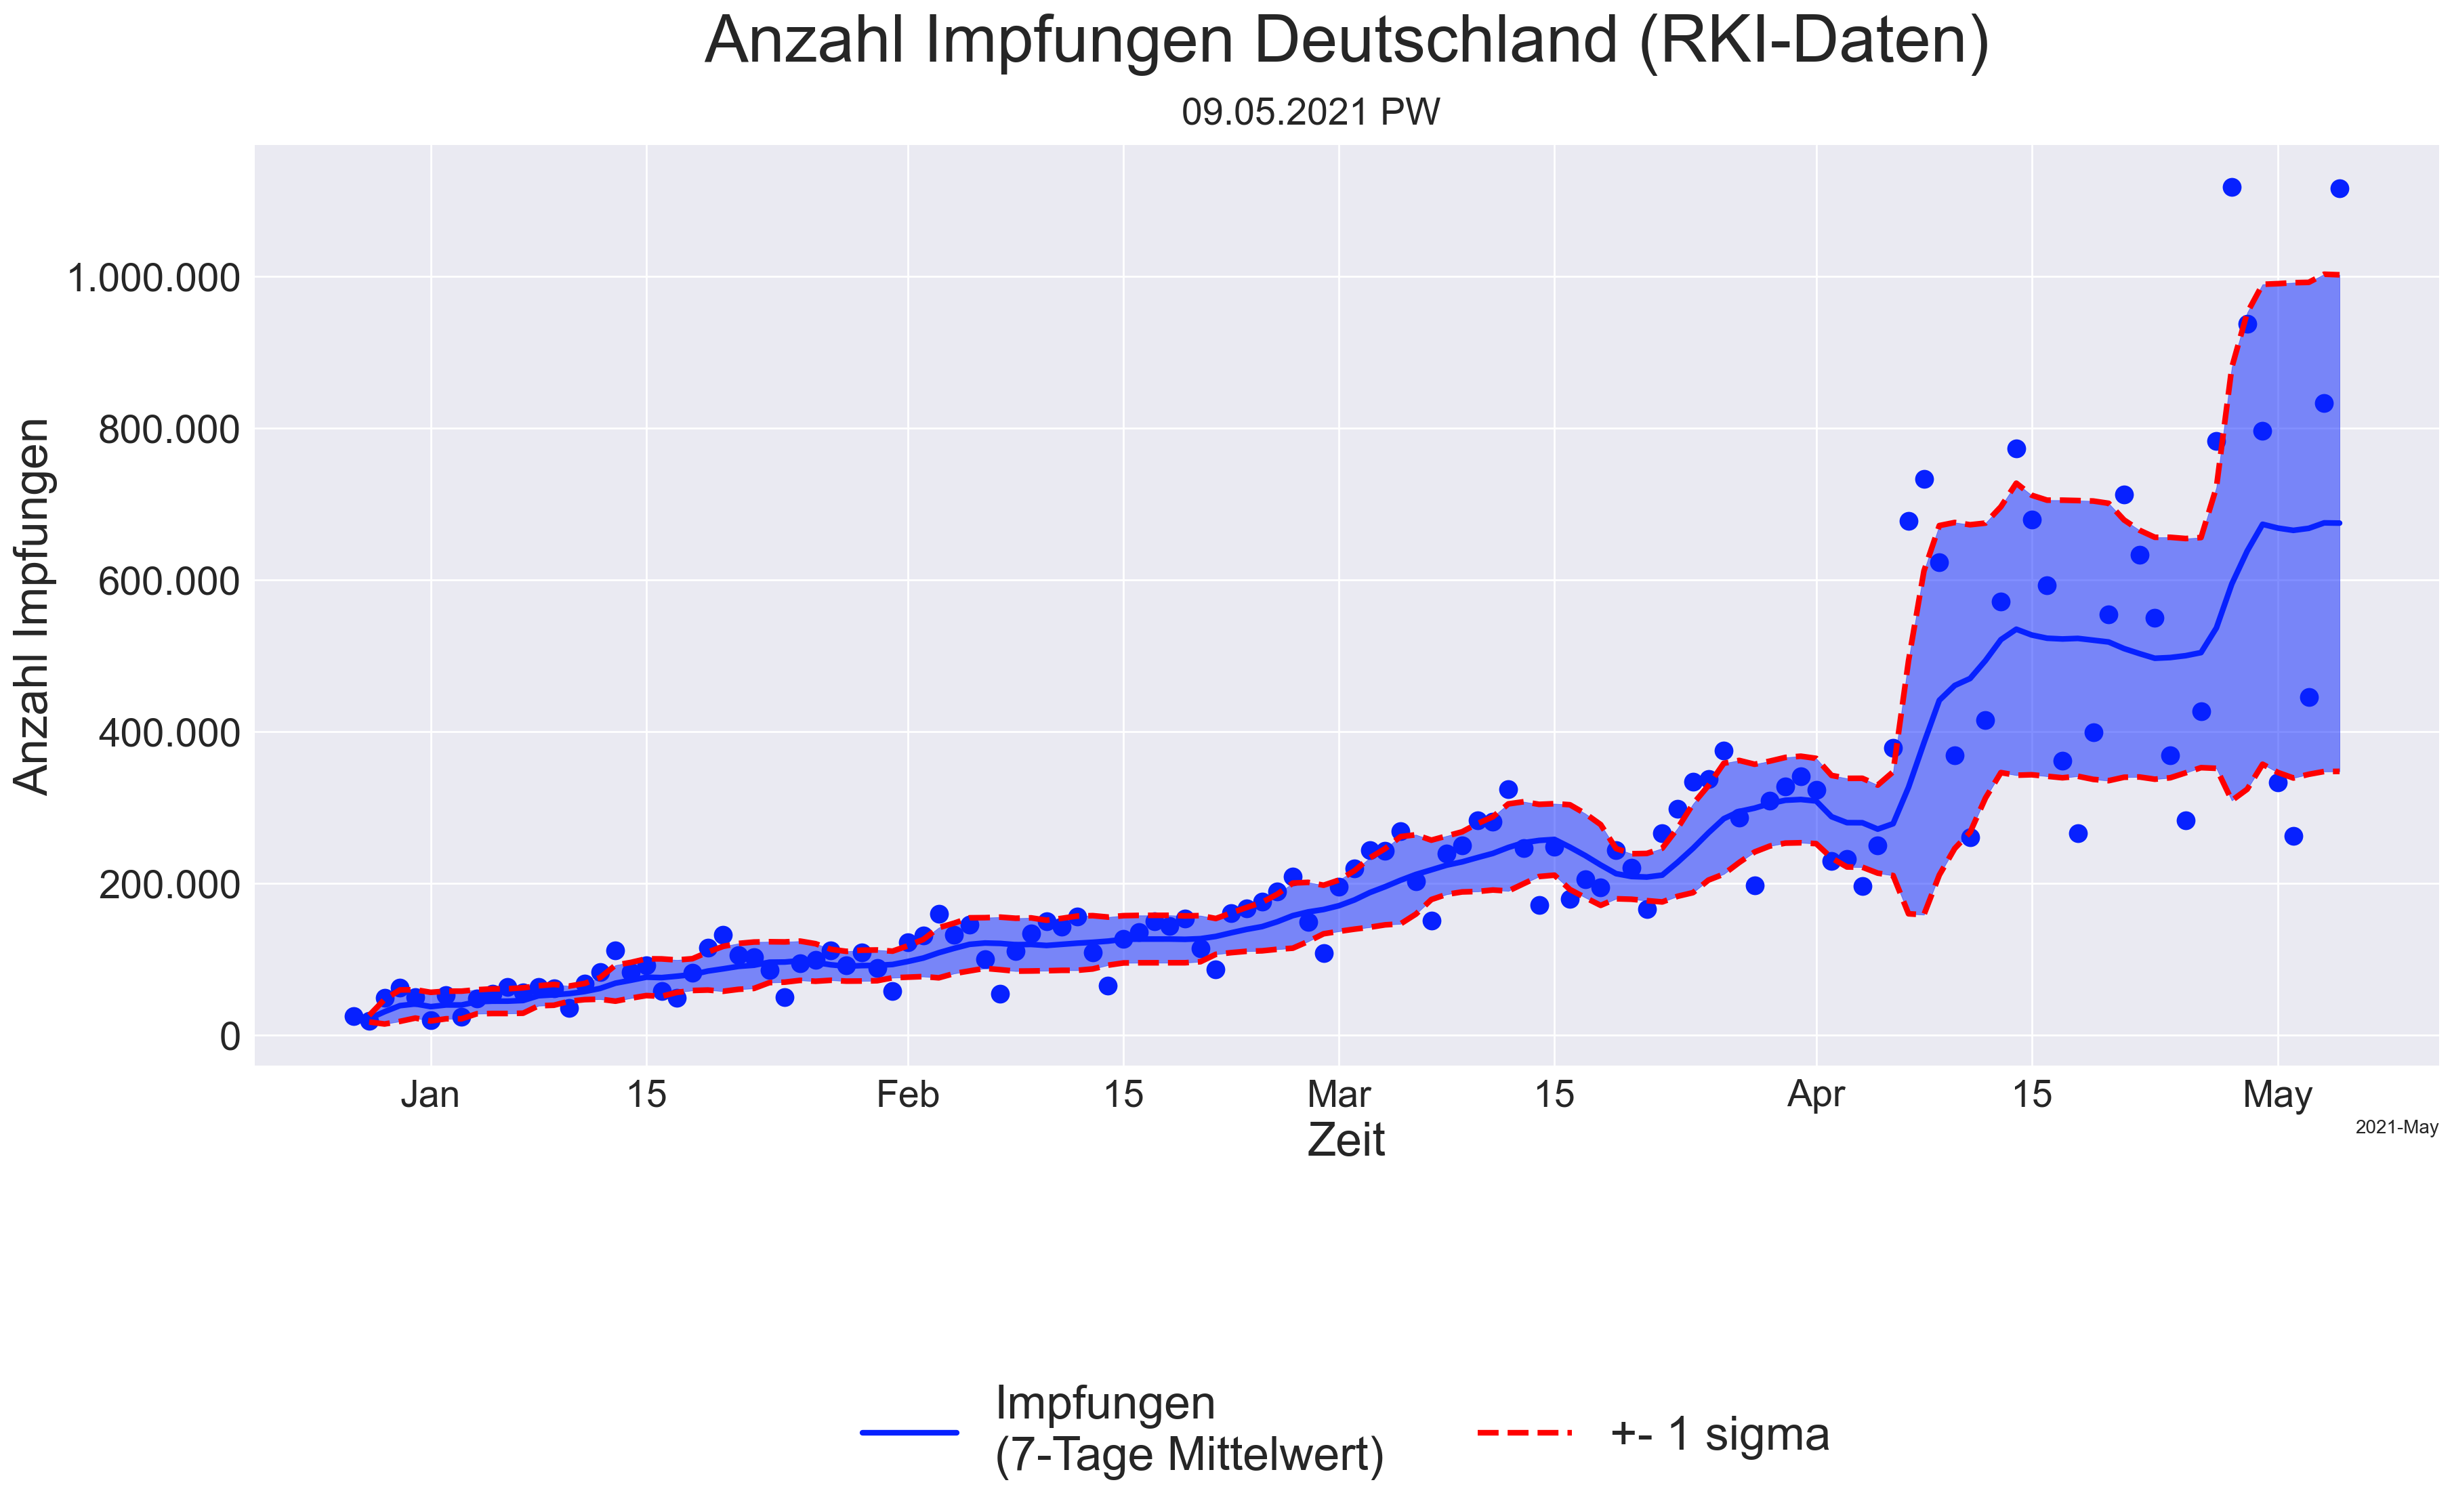 Anzahl Impfungen Deutschland (RKI-Daten)
09.05.2021 PW
Anzahl Impfungen
1.000.000
800.000
600.000
400.000
200.000
0
Jan 15 Feb 15 Mar 15 Apr 15 May
2021-May
Zeit
Impfungen
(7-Tage Mittelwert)
+- 1 sigma